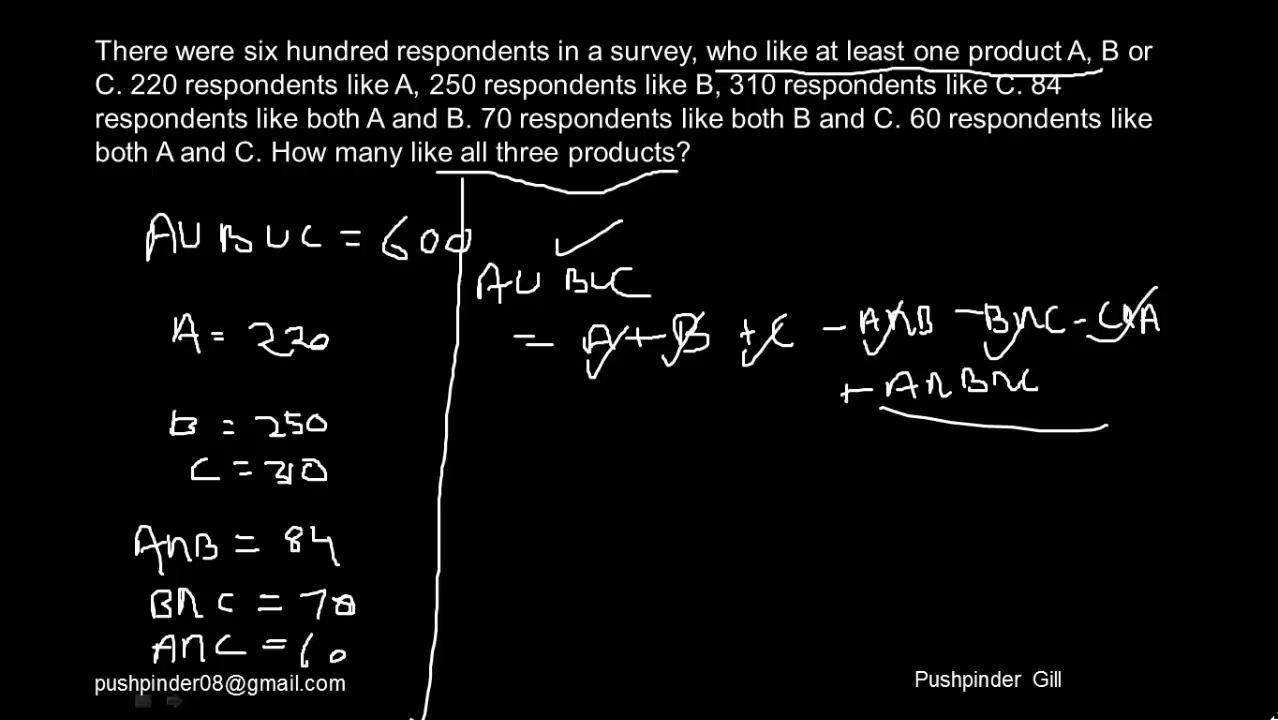 There were six hundred respondents in a survey, who like at least one product A, B or
C. 220 respondents like A, 250 respondents like B, 310 respondents like C. 84
respondents like both A and B. 70 respondents like both B and C. 60 respondents like
both A and C. How many like all three products?
A∪B∪C = 600
A = 220
B = 250
C = 310
A∩B = 84
B∩C = 70
A∩C = 60
A∪B∪C
= A + B + C - A∩B - B∩C - C∩A
+ A∩B∩C
pushpinder08@gmail.com
Pushpinder Gill